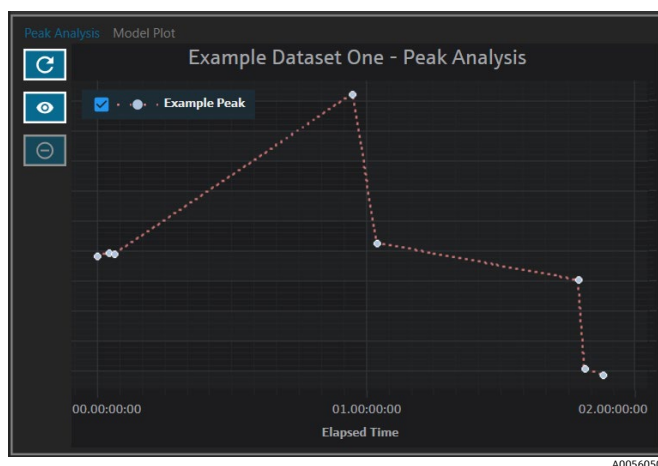 Peak Analysis Model Plot
Example Dataset One - Peak Analysis
Example Peak
00.00:00:00 01.00:00:00 02.00:00:00
Elapsed Time